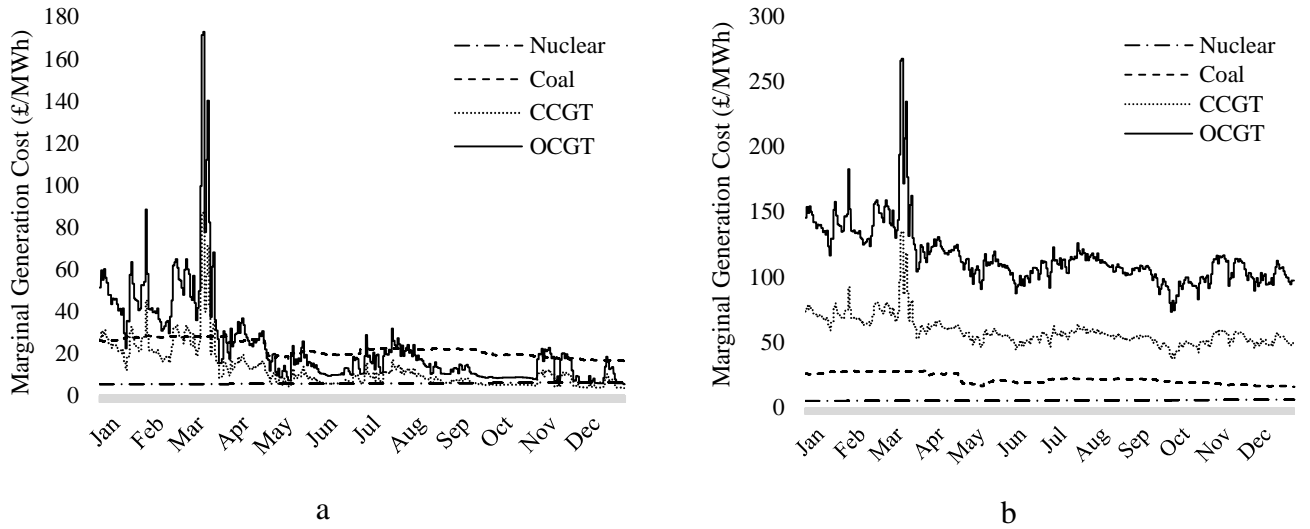 Marginal Generation Cost (£/MWh)
180
160
140
120
100
80
60
40
20
0
Nuclear
Coal
CCGT
OCGT
Jan
Feb
Mar
Apr
May
Jun
Jul
Aug
Sep
Oct
Nov
Dec
a
Marginal Generation Cost (£/MWh)
300
250
200
150
100
50
0
Nuclear
Coal
CCGT
OCGT
Jan
Feb
Mar
Apr
May
Jun
Jul
Aug
Sep
Oct
Nov
Dec
b